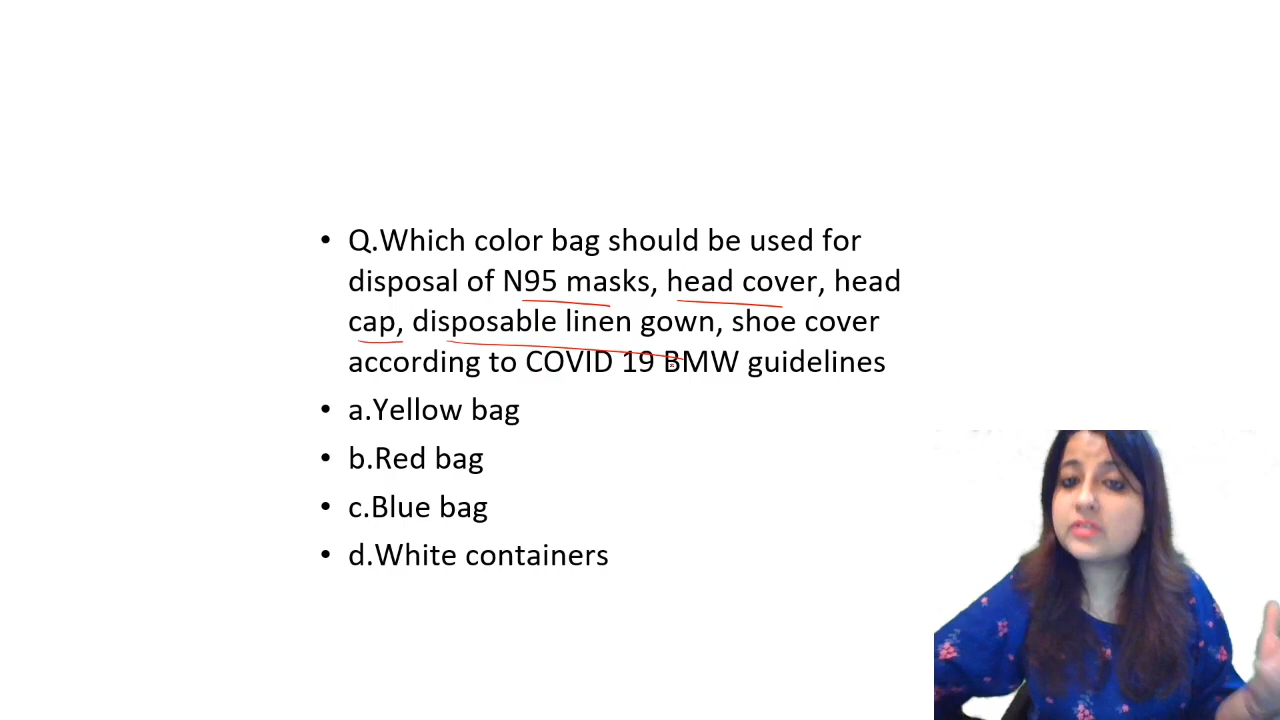 • Q.Which color bag should be used for
disposal of N95 masks, head cover, head
cap, disposable linen gown, shoe cover
according to COVID 19 BMW guidelines
• a.Yellow bag
• b.Red bag
• c.Blue bag
• d.White containers